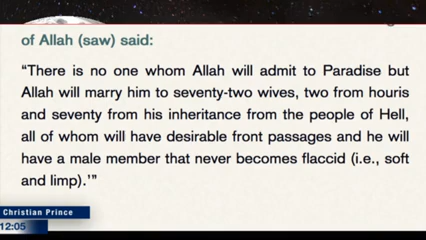 of Allah (saw) said:
“There is no one whom Allah will admit to Paradise but
Allah will marry him to seventy-two wives, two from houris
and seventy from his inheritance from the people of Hell,
all of whom will have desirable front passages and he will
have a male member that never becomes flaccid (i.e., soft
and limp).’”
Christian Prince
12:05